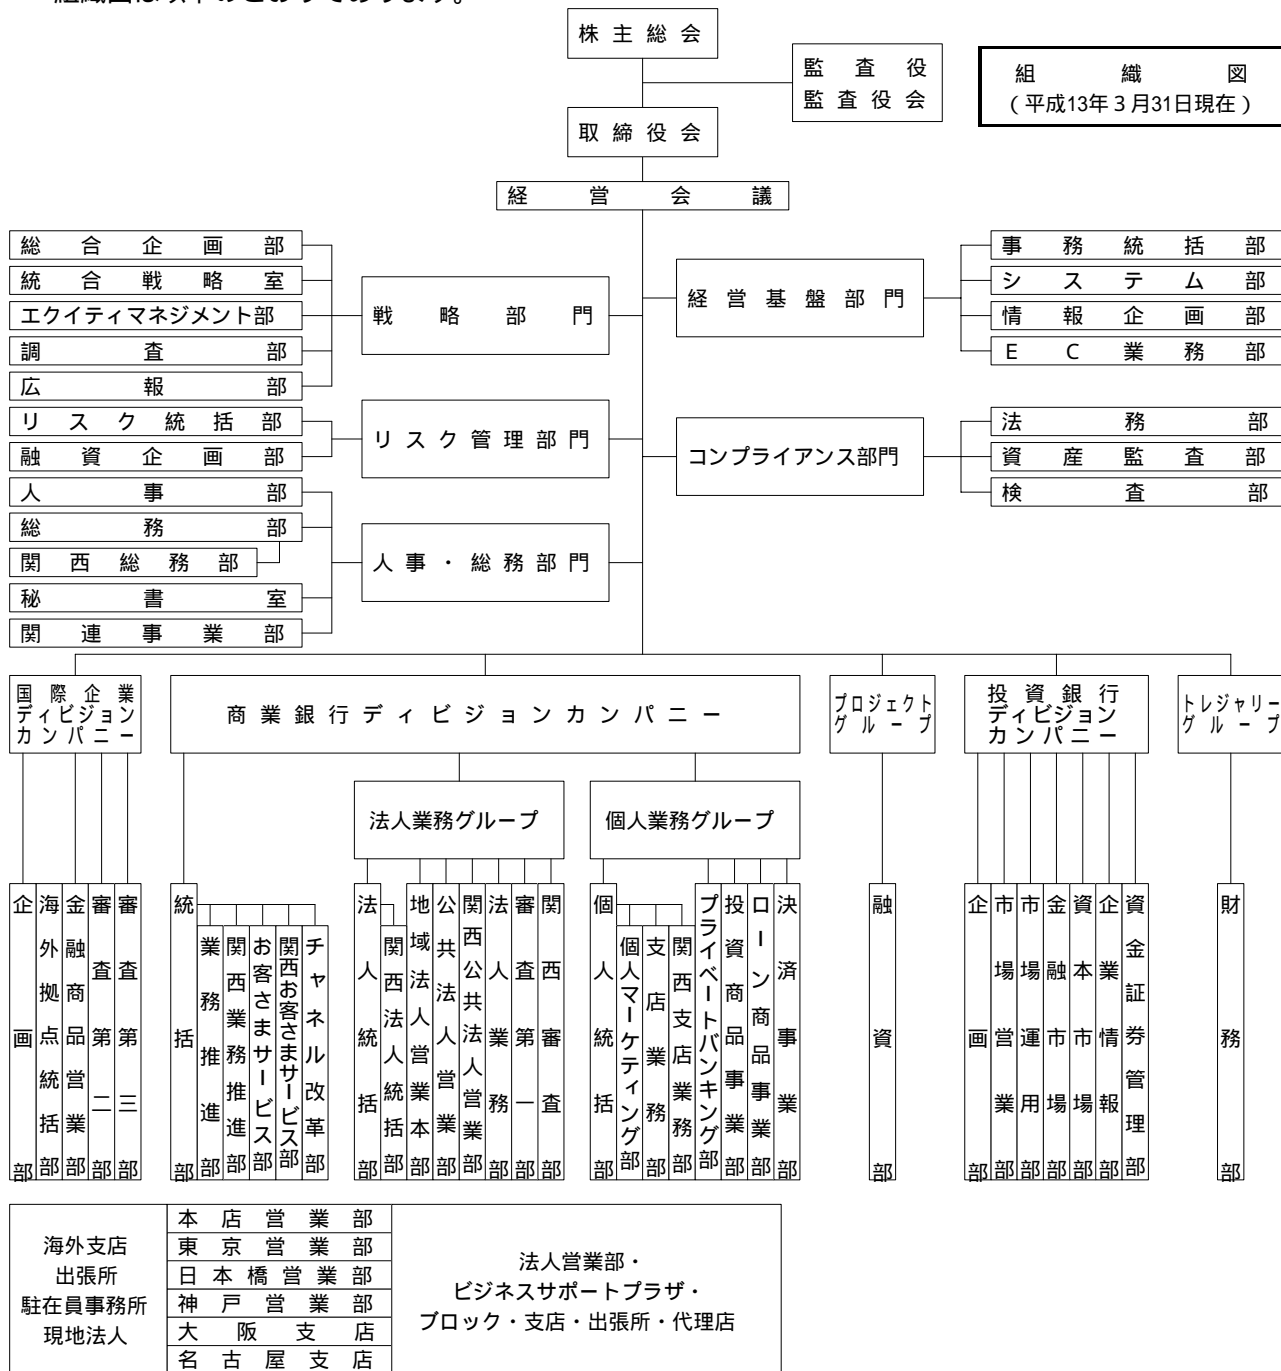 組織図は以下のとおりであります。
株主総会
監査役
監査役会
組織図
(平成13年3月31日現在)
取締役会
経営会議
総合企画部
統合戦略室
エクイティマネジメント部
調査部
広報部
戦略部門
経営基盤部門
事務統括部
システム部
情報企画部
EC業務部
リスク統括部
融資企画部
リスク管理部門
コンプライアンス部門
法務部
資産監査部
検査部
人事部
総務部
関西総務部
秘書室
関連事業部
人事・総務部門
国際企業
ディビジョン
カンパニー
商業銀行ディビジョンカンパニー
プロジェクト
グループ
投資銀行
ディビジョン
カンパニー
トレジャリー
グループ
法人業務グループ
個人業務グループ
企画部
海外拠点統括部
金融商品営業部
審査第二部
審査第三部
統括部
業務推進部
関西業務推進部
お客さまサービス部
関西お客さまサービス部
チャネル改革部
法人統括部
関西法人統括部
地域法人営業本部
公共法人営業部
関西公共法人営業部
法人業務部
審査第一部
関西審査部
個人統括部
個人マーケティング部
支店業務部
関西支店業務部
プライベートバンキング部
投資商品事業部
ローン商品事業部
決済事業部
融資部
企画部
市場営業部
市場運用部
金融市場部
資本市場部
企業情報部
資金証券管理部
財務部
海外支店
出張所
駐在員事務所
現地法人
本店営業部
東京営業部
日本橋営業部
神戸営業部
大阪支店
名古屋支店
法人営業部・
ビジネスサポートプラザ・
ブロック・支店・出張所・代理店